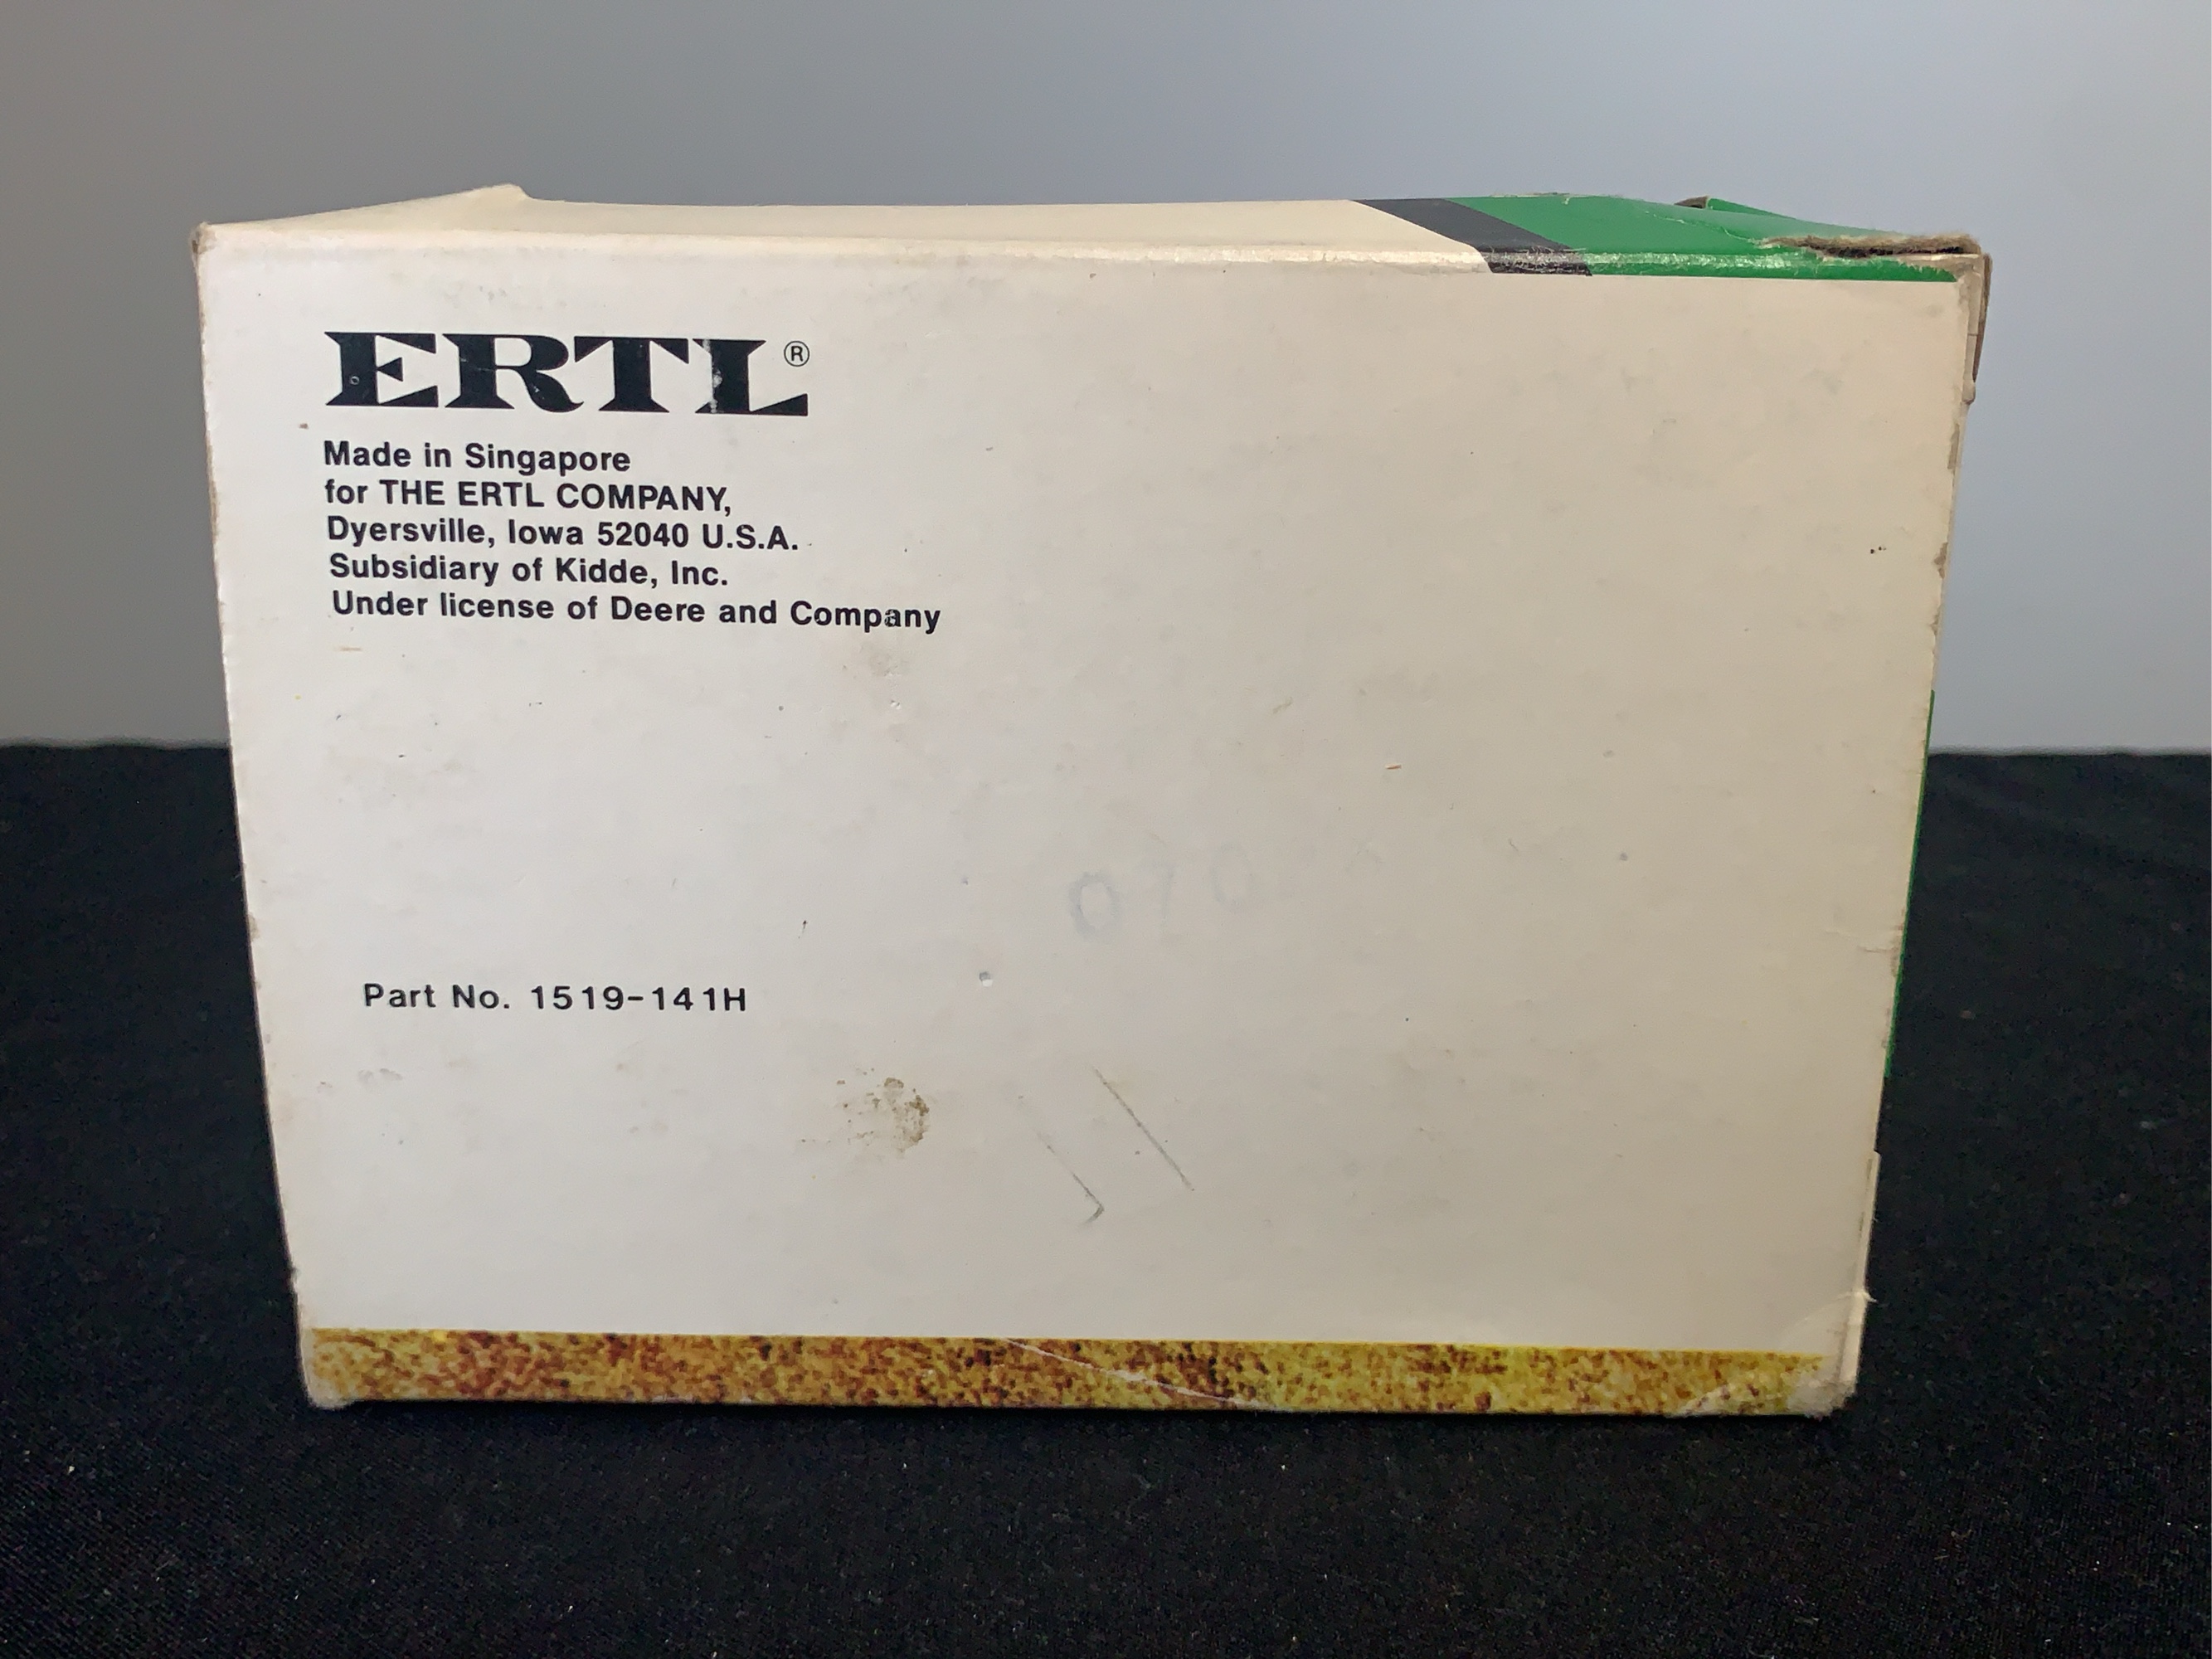 ERTL®
Made in Singapore
for THE ERTL COMPANY,
Dyersville, Iowa 52040 U.S.A.
Subsidiary of Kidde, Inc.
Under license of Deere and Company
Part No. 1519-141H